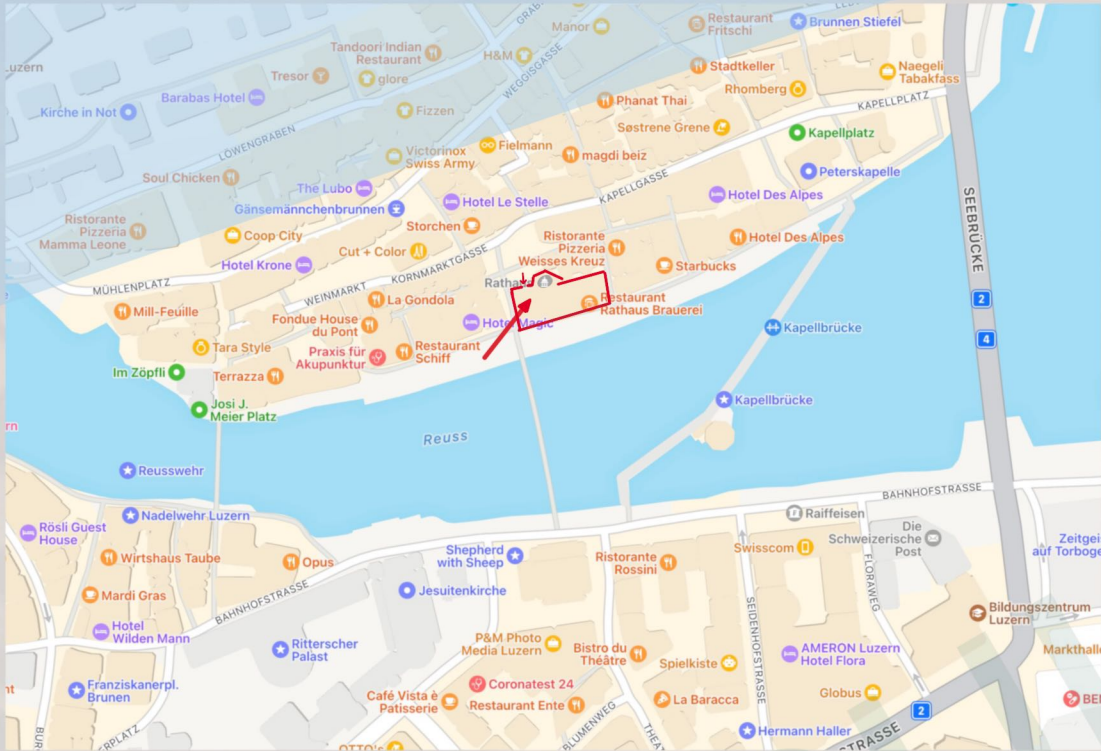 Restaurant
Fritschi
Brunnen Stiefel
Manor
Tandoori Indian
Restaurant
H&M
WEGGISGASSE
Stadtkeller
Naegeli
Tabakfass
Tresor
glore
Rhomberg
KAPELLPLATZ
Barabas Hotel
Kirche in Not
Fizzen
Phanat Thai
Søstrene Grene
Kapellplatz
LÖWENGRABEN
Victorinox
Swiss Army
Fielmann
magdi beiz
Peterskapelle
Soul Chicken
The Lubo
Hotel Le Stelle
KAPELLGASSE
Hotel Des Alpes
Gänsemännchenbrunnen
Ristorante
Pizzeria
Mamma Leone
Coop City
Storchen
Ristorante
Pizzeria
Weisses Kreuz
Hotel Des Alpes
SEEBRÜCKE
Cut + Color
Hotel Krone
KORNMARKTGASSE
Starbucks
MÜHLENPLATZ
WEINMARKT
Rathaus
La Gondola
Restaurant
Rathaus Brauerei
2
Mill-Feuille
Fondue House
du Pont
Hotel Magic
Kapellbrücke
4
Tara Style
Praxis für
Akupunktur
Restaurant
Schiff
Im Zöpfli
Terrazza
Josi J.
Meier Platz
Kapellbrücke
Reuss
Reusswehr
BAHNHOFSTRASSE
Nadelwehr Luzern
Raiffeisen
Rösli Guest
House
Die
Schweizerische
Post
Wirtshaus Taube
Opus
Shepherd
with Sheep
Ristorante
Rossini
Swisscom
Mardi Gras
Jesuitenkirche
FLORAWEG
BAHNHOFSTRASSE
Bildungszentrum
Luzern
Hotel
Wilden Mann
SEIDENHOFSTRASSE
Ritterscher
Palast
P&M Photo
Media Luzern
Bistro du
Théâtre
Spielkiste
AMERON Luzern
Hotel Flora
Franziskanerpl.
Brunen
Coronatest 24
Globus
Café Vista è
Patisserie
Restaurant Ente
La Baracca
2
BLUMENWEG
Hermann Haller